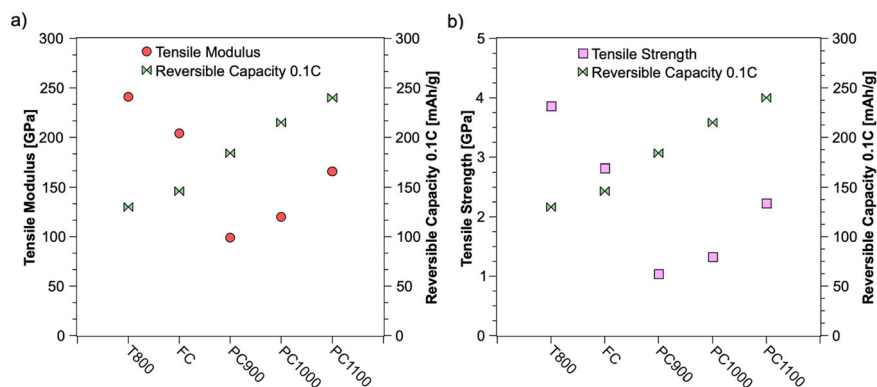 a)
Tensile Modulus [GPa]
300
250
200
150
100
50
0
Tensile Modulus
Reversible Capacity 0.1C
T800
FC
PC900
PC1000
PC1100
300
250
200
150
100
50
0
Reversible Capacity 0.1C [mAh/g]
b)
Tensile Strength [GPa]
5
4
3
2
1
0
Tensile Strength
Reversible Capacity 0.1C
T800
FC
PC900
PC1000
PC1100
300
250
200
150
100
50
0
Reversible Capacity 0.1C [mAh/g]